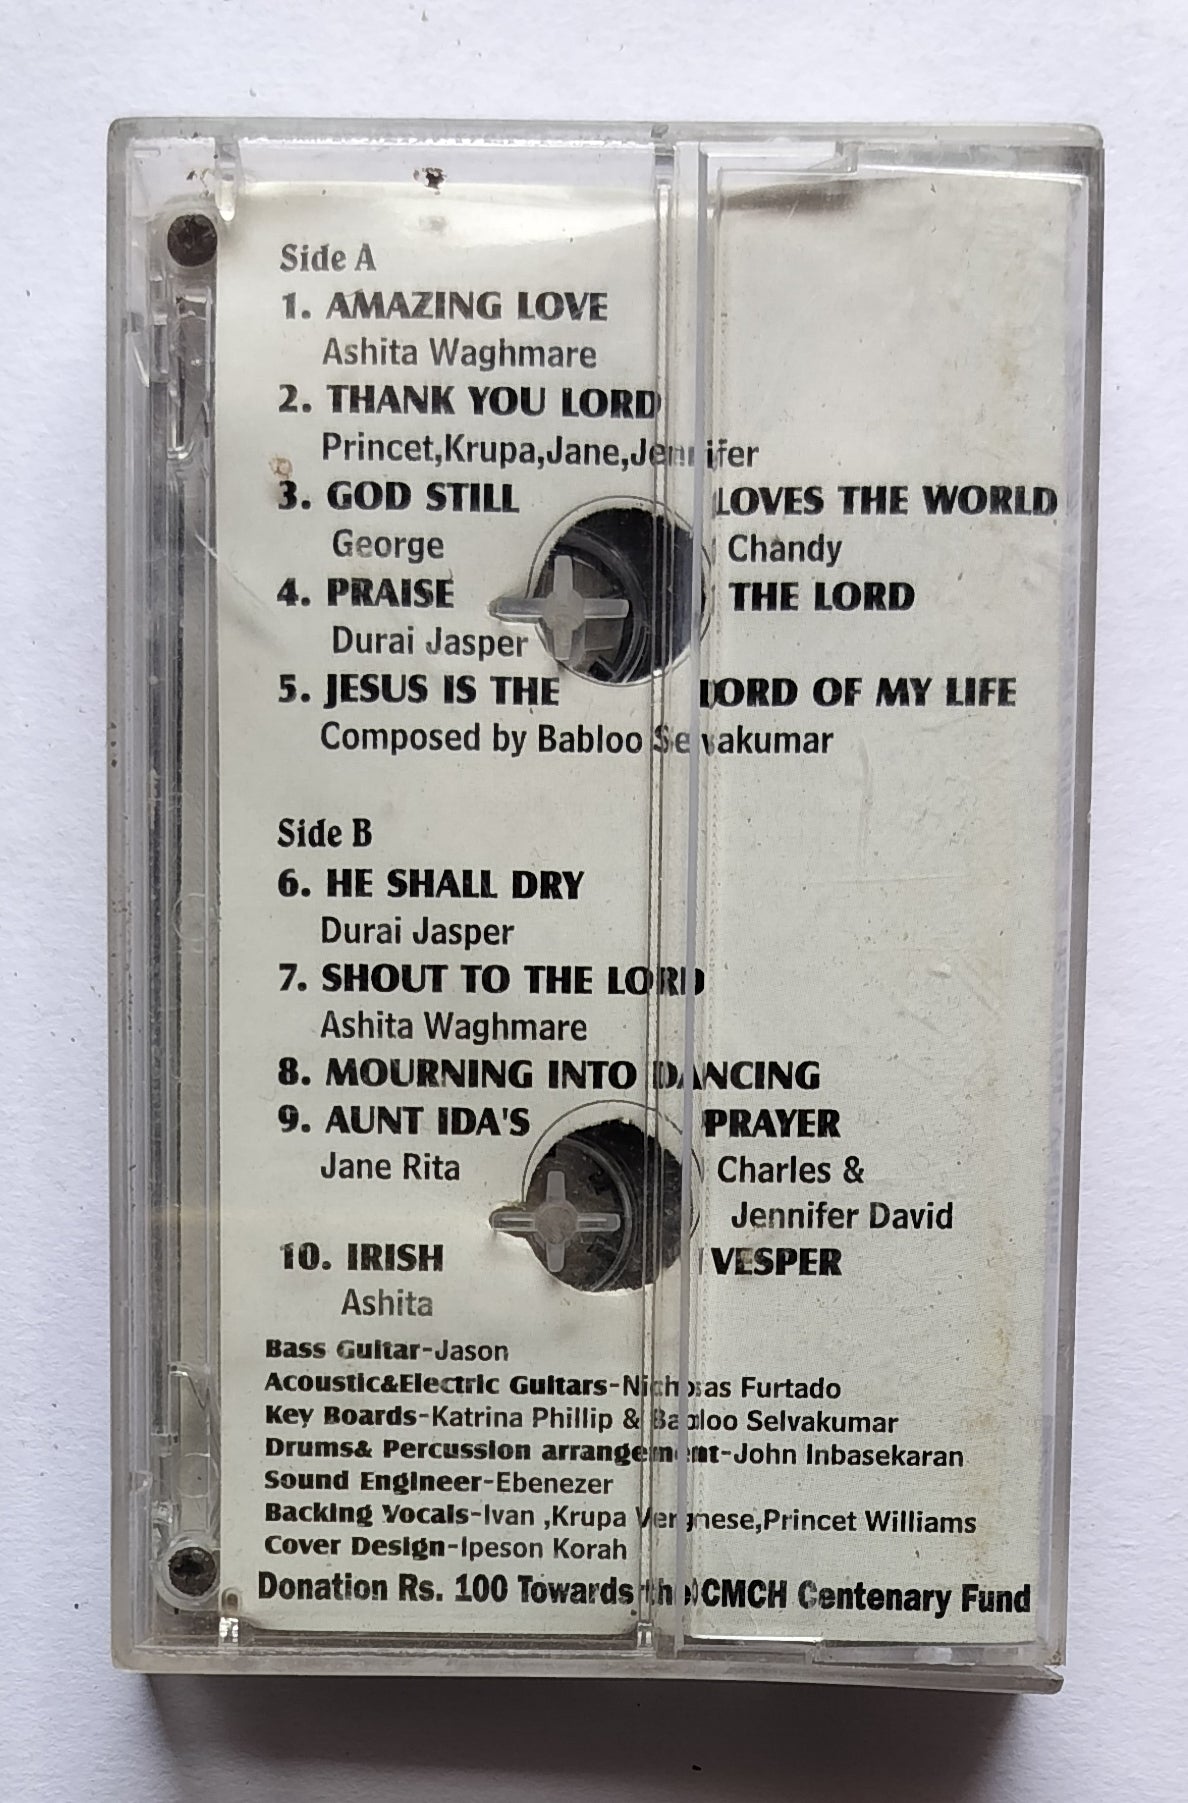 Side A
1. AMAZING LOVE
Ashita Waghmare
2. THANK YOU LORD
Princet,Krupa,Jane,Jennifer
3. GOD STILL LOVES THE WORLD
George Chandy
4. PRAISE THE LORD
Durai Jasper
5. JESUS IS THE LORD OF MY LIFE
Composed by Babloo Selvakumar
Side B
6. HE SHALL DRY
Durai Jasper
7. SHOUT TO THE LORD
Ashita Waghmare
8. MOURNING INTO DANCING
9. AUNT IDA'S PRAYER
Jane Rita Charles &
Jennifer David
10. IRISH VESPER
Ashita
Bass Guitar-Jason
Acoustic&Electric Guitars-Nicholas Furtado
Key Boards-Katrina Phillip & Babloo Selvakumar
Drums& Percussion arrangement-John Inbasekaran
Sound Engineer-Ebenezer
Backing Vocals-Ivan ,Krupa Verghese,Princet Williams
Cover Design-Ipeson Korah
Donation Rs. 100 Towards the CMCH Centenary Fund